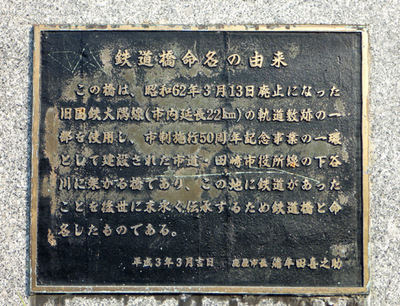 鉄道橋命名の由来
この橋は、昭和62年3月13日廃止になった
旧国鉄大隅線(市内延長22km)の軌道敷跡の一
部を使用し、市制施行50周年記念事業の一環
として建設された市道・田崎市役所線の下谷
川に架かる橋であり、この地に鉄道があった
ことを後世に末永く伝承するため鉄道橋と命
名したものである。
平成3年3月吉日 鹿屋市長 蒲牟田喜之助